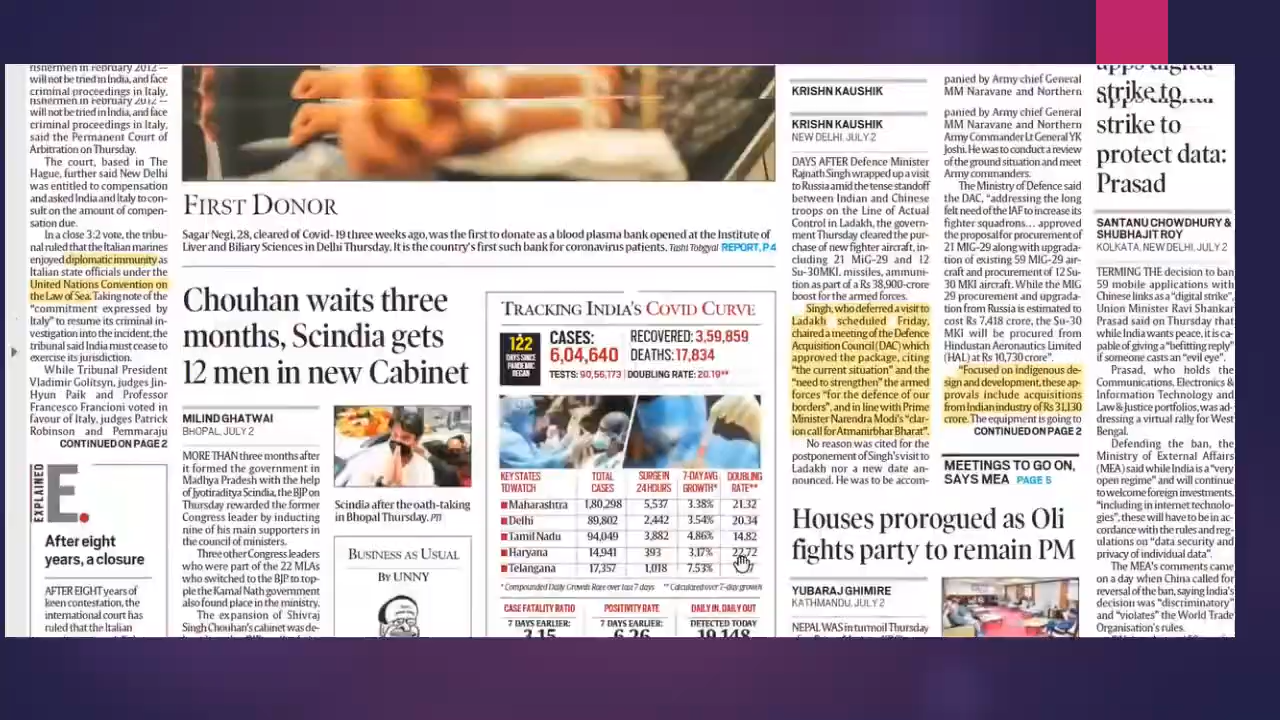 fishermen in February 2012 —
will not be tried in India, and face
criminal proceedings in Italy,
fishermen in February 2012 —
will not be tried in India, and face
criminal proceedings in Italy,
said the Permanent Court of
Arbitration on Thursday.
The court, based in The
Hague, further said New Delhi
was entitled to compensation
and asked India and Italy to con-
sult on the amount of compen-
sation due.
In a close 3:2 vote, the tribu-
nal ruled that the Italian marines
enjoyed diplomatic immunity as
Italian state officials under the
United Nations Convention on
the Law of Sea. Taking note of the
"commitment expressed by
Italy" to resume its criminal in-
vestigation into the incident, the
tribunal said India must cease to
exercise its jurisdiction.
While Tribunal President
Vladimir Golitsyn, judges Jin-
Hyun Paik and Professor
Francesco Francioni voted in
favour of Italy, judges Patrick
Robinson and Pemmaraju
CONTINUED ON PAGE 2
EXPLAINED
E.
After eight
years, a closure
AFTER EIGHT years of
keen contestation, the
international court has
ruled that the Italian
FIRST DONOR
Sagar Negi, 28, cleared of Covid-19 three weeks ago, was the first to donate as a blood plasma bank opened at the Institute of
Liver and Biliary Sciences in Delhi Thursday. It is the country's first such bank for coronavirus patients. Tashi Tobgyal REPORT, P 4
Chouhan waits three
months, Scindia gets
12 men in new Cabinet
MILIND GHATWAI
BHOPAL, JULY 2
MORE THAN three months after
it formed the government in
Madhya Pradesh with the help
of Jyotiraditya Scindia, the BJP on
Thursday rewarded the former
Congress leader by inducting
nine of his main supporters in
the council of ministers.
Three other Congress leaders
who were part of the 22 MLAs
who switched to the BJP to top-
ple the Kamal Nath government
also found place in the ministry.
The expansion of Shivraj
Singh Chouhan's cabinet was de-
Scindia after the oath-taking
in Bhopal Thursday. PTI
BUSINESS AS USUAL
BY UNNY
TRACKING INDIA'S COVID CURVE
122
DAYS SINCE
PANDEMIC
BEGAN
CASES:
6,04,640
RECOVERED: 3,59,859
DEATHS: 17,834
TESTS: 90,56,173 | DOUBLING RATE: 20.19**
KEY STATES TO WATCH TOTAL CASES SURGE IN 24 HOURS 7-DAY AVG GROWTH* DOUBLING RATE**
Maharashtra 1,80,298 5,537 3.38% 21.32
Delhi 89,802 2,442 3.54% 20.34
Tamil Nadu 94,049 3,882 4.86% 14.82
Haryana 14,941 393 3.17% 22.72
Telangana 17,357 1,018 7.53%
* Compounded Daily Growth Rate over last 7 days ** Calculated over 7-day growth
CASE FATALITY RATIO POSITIVITY RATE DAILY IN, DAILY OUT
7 DAYS EARLIER: 7 DAYS EARLIER: DETECTED TODAY
3.15 6.26 19,148
KRISHN KAUSHIK
KRISHN KAUSHIK
NEW DELHI, JULY 2
DAYS AFTER Defence Minister
Rajnath Singh wrapped up a visit
to Russia amid the tense standoff
between Indian and Chinese
troops on the Line of Actual
Control in Ladakh, the govern-
ment Thursday cleared the pur-
chase of new fighter aircraft, in-
cluding 21 MiG-29 and 12
Su-30MKI, missiles, ammuni-
tion as part of a Rs 38,900-crore
boost for the armed forces.
Singh, who deferred a visit to
Ladakh scheduled Friday,
chaired a meeting of the Defence
Acquisition Council (DAC) which
approved the package, citing
"the current situation" and the
"need to strengthen" the armed
forces "for the defence of our
borders", and in line with Prime
Minister Narendra Modi's "clar-
ion call for Atmanirbhar Bharat".
No reason was cited for the
postponement of Singh's visit to
Ladakh nor a new date an-
nounced. He was to be accom-
panied by Army chief General
MM Naravane and Northern
panied by Army chief General
MM Naravane and Northern
Army Commander Lt General YK
Joshi. He was to conduct a review
of the ground situation and meet
Army commanders.
The Ministry of Defence said
the DAC, "addressing the long
felt need of the IAF to increase its
fighter squadrons... approved
the proposal for procurement of
21 MIG-29 along with upgrada-
tion of existing 59 MIG-29 air-
craft and procurement of 12 Su-
30 MKI aircraft. While the MIG
29 procurement and upgrada-
tion from Russia is estimated to
cost Rs 7,418 crore, the Su-30
MKI will be procured from
Hindustan Aeronautics Limited
(HAL) at Rs 10,730 crore".
"Focused on indigenous de-
sign and development, these ap-
provals include acquisitions
from Indian industry of Rs 31,130
crore. The equipment is going to
CONTINUED ON PAGE 2
MEETINGS TO GO ON,
SAYS MEA PAGE 5
Houses prorogued as Oli
fights party to remain PM
YUBARAJ GHIMIRE
KATHMANDU, JULY 2
NEPAL WAS in turmoil Thursday
apps digital
strike to
strike to
protect data:
Prasad
SANTANU CHOWDHURY &
SHUBHAJIT ROY
KOLKATA, NEW DELHI, JULY 2
TERMING THE decision to ban
59 mobile applications with
Chinese links as a "digital strike",
Union Minister Ravi Shankar
Prasad said on Thursday that
while India wants peace, it is ca-
pable of giving a "befitting reply"
if someone casts an "evil eye".
Prasad, who holds the
Communications, Electronics &
Information Technology and
Law & Justice portfolios, was ad-
dressing a virtual rally for West
Bengal.
Defending the ban, the
Ministry of External Affairs
(MEA) said while India is a "very
open regime" and will continue
to welcome foreign investments,
"including in internet technolo-
gies", these will have to be in ac-
cordance with the rules and reg-
ulations on "data security and
privacy of individual data".
The MEA's comments came
on a day when China called for
reversal of the ban, saying India's
decision was "discriminatory"
and "violates" the World Trade
Organisation's rules.